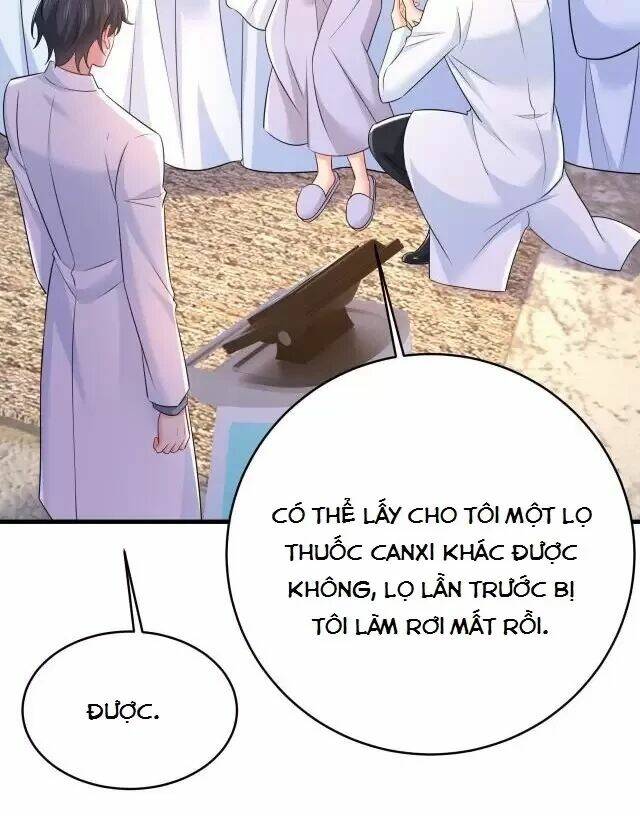 CÓ THỂ LẤY CHO TÔI MỘT LỌ
THUỐC CANXI KHÁC ĐƯỢC
KHÔNG, LỌ LẦN TRƯỚC BỊ
TÔI LÀM RƠI MẤT RỒI.
ĐƯỢC.